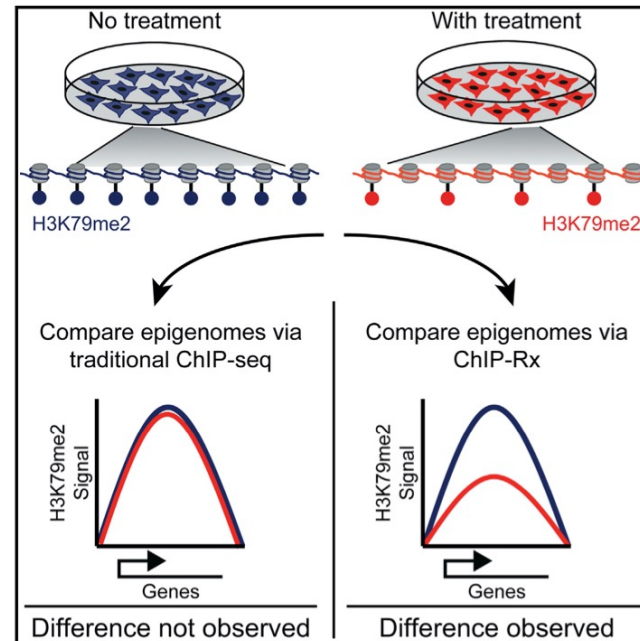 No treatment
With treatment
H3K79me2
H3K79me2
Compare epigenomes via
traditional ChIP-seq
Compare epigenomes via
ChIP-Rx
H3K79me2
Signal
Genes
H3K79me2
Signal
Genes
Difference not observed
Difference observed